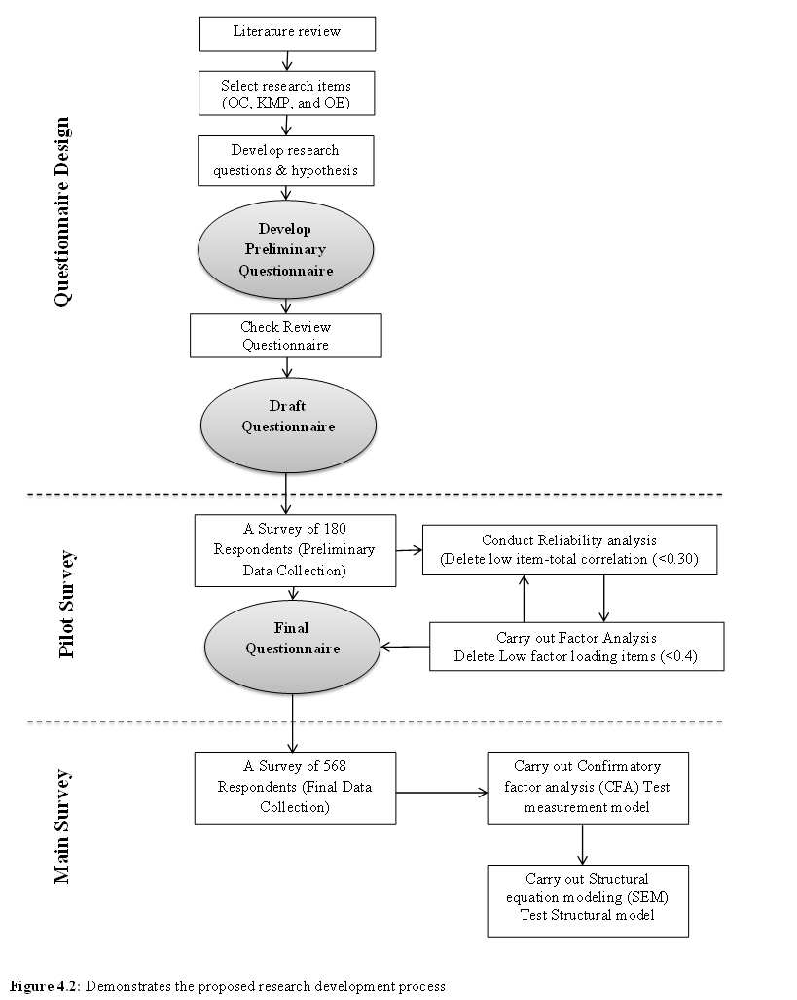 Questionnaire Design
Literature review
Select research items
(OC, KMP, and OE)
Develop research
questions & hypothesis
Develop
Preliminary
Questionnaire
Check Review
Questionnaire
Draft
Questionnaire
Pilot Survey
A Survey of 180
Respondents (Preliminary
Data Collection)
Conduct Reliability analysis
(Delete low item-total correlation (<0.30)
Final
Questionnaire
Carry out Factor Analysis
Delete Low factor loading items (<0.4)
Main Survey
A Survey of 568
Respondents (Final Data
Collection)
Carry out Confirmatory
factor analysis (CFA) Test
measurement model
Carry out Structural
equation modeling (SEM)
Test Structural model
Figure 4.2: Demonstrates the proposed research development process